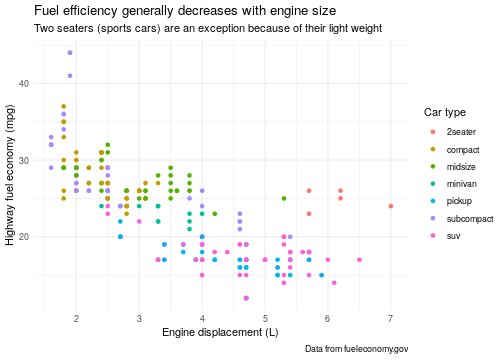 Fuel efficiency generally decreases with engine size
Two seaters (sports cars) are an exception because of their light weight
Highway fuel economy (mpg)
40
30
20
2
3
4
5
6
7
Engine displacement (L)
Car type
2seater
compact
midsize
minivan
pickup
subcompact
suv
Data from fueleconomy.gov